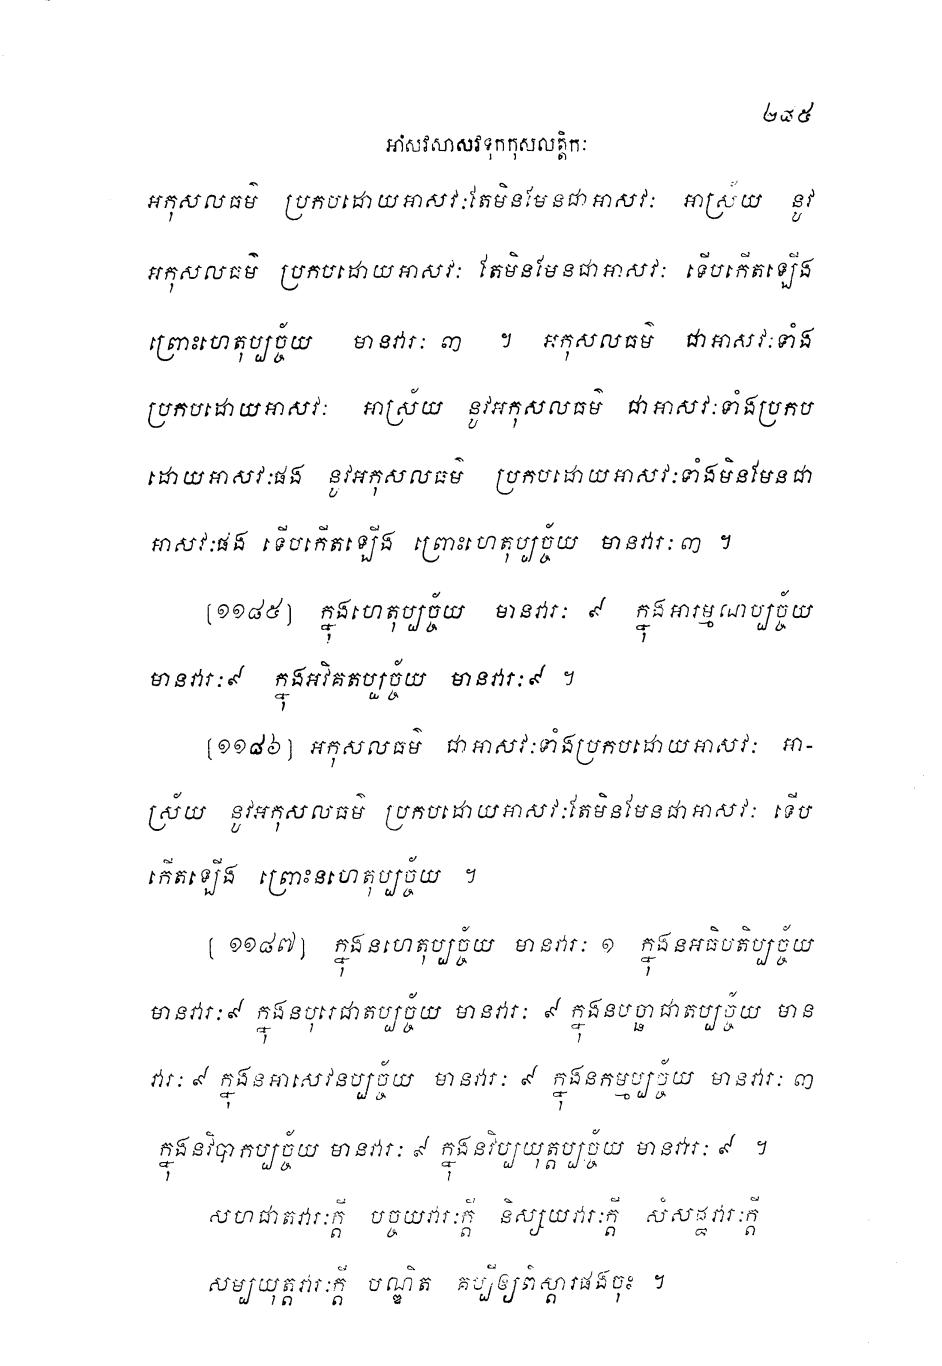 ២៨៥
អាសវសាសវទុកកុសលត្តិកៈ
អកុសលធម៌ ប្រកបដោយអាសវៈតែមិនមែនជាអាសវៈ អាស្រ័យ នូវ
អកុសលធម៌ ប្រកបដោយអាសវៈ តែមិនមែនជាអាសវៈ ទើបកើតឡើង
ព្រោះហេតុប្បច្ច័យ មានវារៈ ៣ ។ អកុសលធម៌ ជាអាសវៈទាំង
ប្រកបដោយអាសវៈ អាស្រ័យ នូវអកុសលធម៌ ជាអាសវៈទាំងប្រកប
ដោយអាសវៈផង នូវអកុសលធម៌ ប្រកបដោយអាសវៈទាំងមិនមែនជា
អាសវៈផង ទើបកើតឡើង ព្រោះហេតុប្បច្ច័យ មានវារៈ ៣ ។
[១១៨៥] ក្នុងហេតុប្បច្ច័យ មានវារៈ ៩ ក្នុងអារម្មណប្បច្ច័យ
មានវារៈ ៩ ក្នុងអវិគតប្បច្ច័យ មានវារៈ ៩ ។
[១១៨៦] អកុសលធម៌ ជាអាសវៈទាំងប្រកបដោយអាសវៈ អា-
ស្រ័យ នូវអកុសលធម៌ ប្រកបដោយអាសវៈតែមិនមែនជាអាសវៈ ទើប
កើតឡើង ព្រោះនហេតុប្បច្ច័យ ។
[១១៨៧] ក្នុងនហេតុប្បច្ច័យ មានវារៈ ១ ក្នុងនអធិបតិប្បច្ច័យ
មានវារៈ ៩ ក្នុងនបុរេជាតប្បច្ច័យ មានវារៈ ៩ ក្នុងនបច្ឆាជាតប្បច្ច័យ មាន
វារៈ ៩ ក្នុងនអាសេវនប្បច្ច័យ មានវារៈ ៩ ក្នុងនកម្មប្បច្ច័យ មានវារៈ ៣
ក្នុងនវិបាកប្បច្ច័យ មានវារៈ ៩ ក្នុងនវិប្បយុត្តប្បច្ច័យ មានវារៈ ៩ ។
សហជាតវារៈក្តី បច្ចយវារៈក្តី និស្សយវារៈក្តី សំសដ្ឋវារៈក្តី
សម្បយុត្តវារៈក្តី បណ្ឌិត គប្បីឲ្យពិស្តារផងចុះ ។